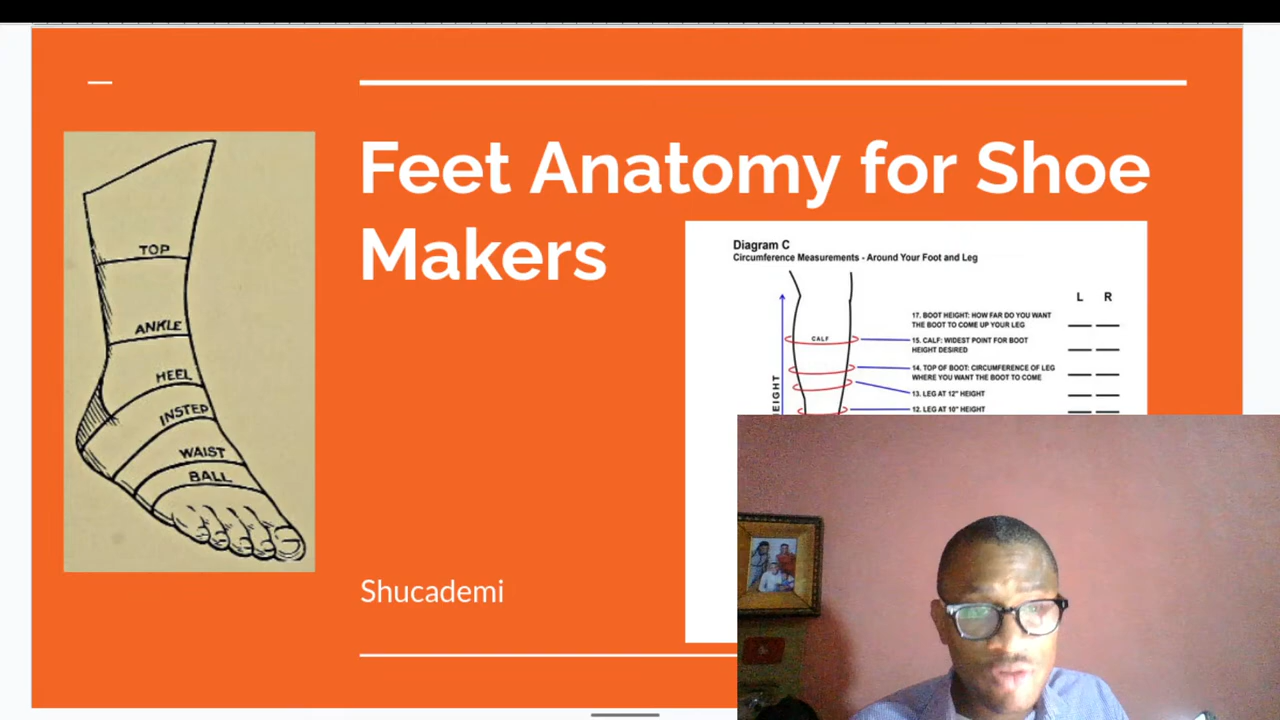 Feet Anatomy for Shoe
Makers
TOP
ANKLE
HEEL
INSTEP
WAIST
BALL
Diagram C
Circumference Measurements - Around Your Foot and Leg
L R
17. BOOT HEIGHT: HOW FAR DO YOU WANT
THE BOOT TO COME UP YOUR LEG
CALF
15. CALF: WIDEST POINT FOR BOOT
HEIGHT DESIRED
14. TOP OF BOOT: CIRCUMFERENCE OF LEG
WHERE YOU WANT THE BOOT TO COME
13. LEG AT 12" HEIGHT
12. LEG AT 10" HEIGHT
Shucademi